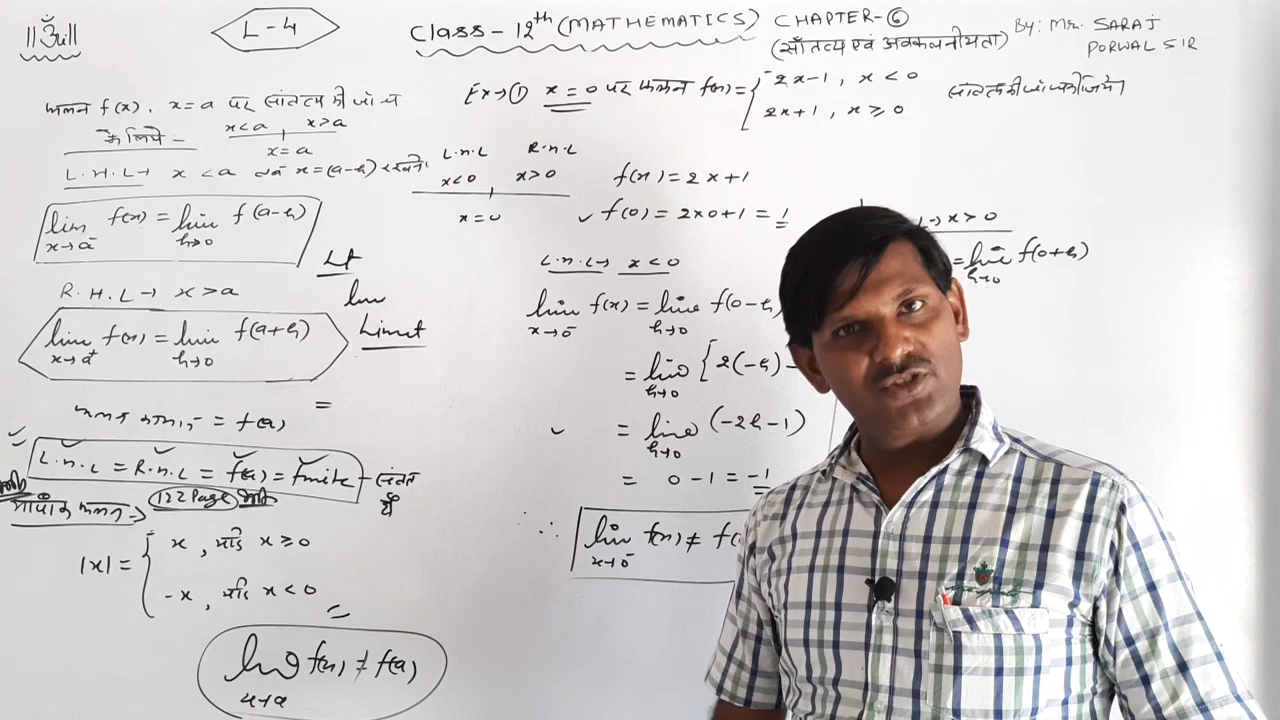 ॥ ॐ ॥
L-4
Class-12th (MATHEMATICS) CHAPTER-⑥
(साँतत्य एवं अवकलनीयता)
By: Mr. SARAJ
PORWAL SIR
फलन f(x), x=a पर सांतत्य की जांच
के लिये -
x<a x>a
x=a
L.H.L→ x<a तब x=(a-h) रखने
lim x→a⁻ f(x) = lim h→0 f(a-h)
R.H.L→ x>a
lim x→a⁺ f(x) = lim h→0 f(a+h)
Lt
lim
Limit
= f(a)
=
L.H.L = R.H.L = f(a) = finite -
मापांक फलन→ 122 Page
|x| = { x, यदि x≥0
-x, यदि x<0
lim x→a f(x) ≠ f(a)
Ex→① x=0 पर फलन f(x) = { 2x-1, x<0
2x+1, x≥0
सांतत्य की जांच कीजिये।
L.H.L R.H.L
x<0 x>0
x=0
f(x) = 2x+1
f(0) = 2x0+1 = 1
L.H.L→ x<0
lim x→0⁻ f(x) = lim h→0 f(0-h)
= lim h→0 { 2(-h) -
= lim h→0 (-2h-1)
= 0-1 = -1
∴ lim x→0⁻ f(x) ≠ f(
L→ x>0
= lim h→0 f(0+h)